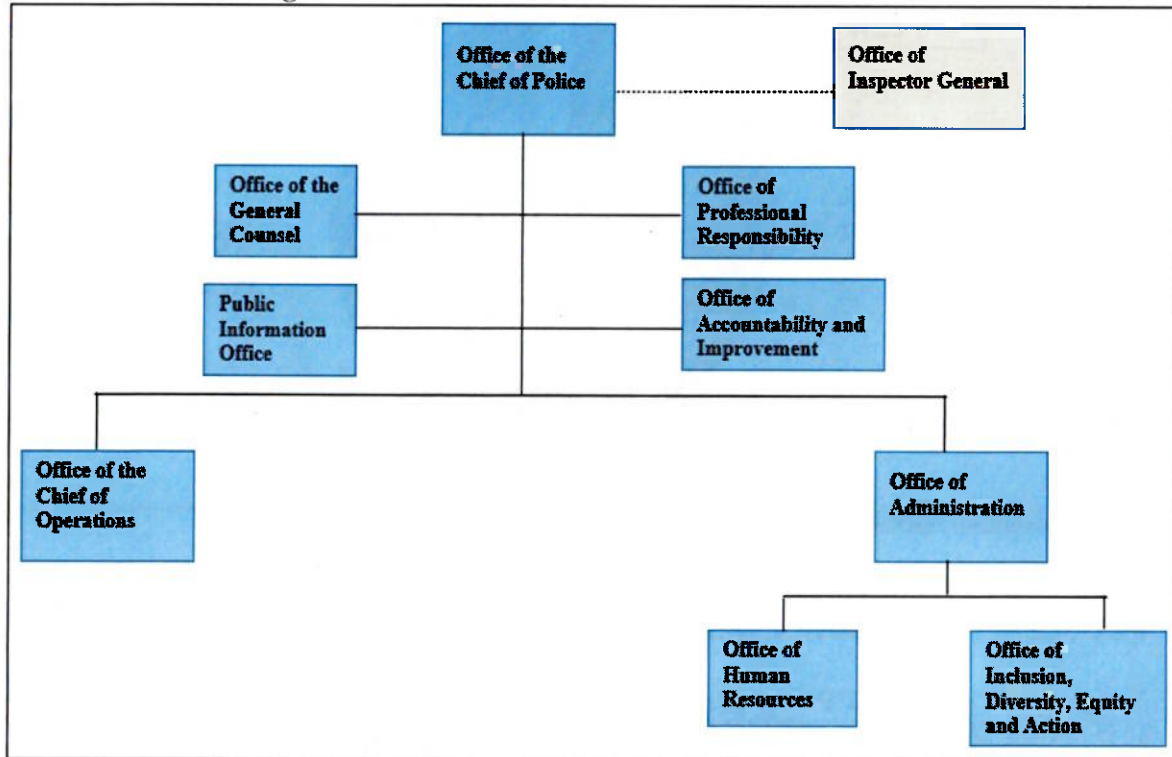 Office of the
Chief of Police
Office of
Inspector General
Office of the
General
Counsel
Office of
Professional
Responsibility
Public
Information
Office
Office of
Accountability and
Improvement
Office of the
Chief of
Operations
Office of
Administration
Office of
Human
Resources
Office of
Inclusion,
Diversity, Equity
and Action